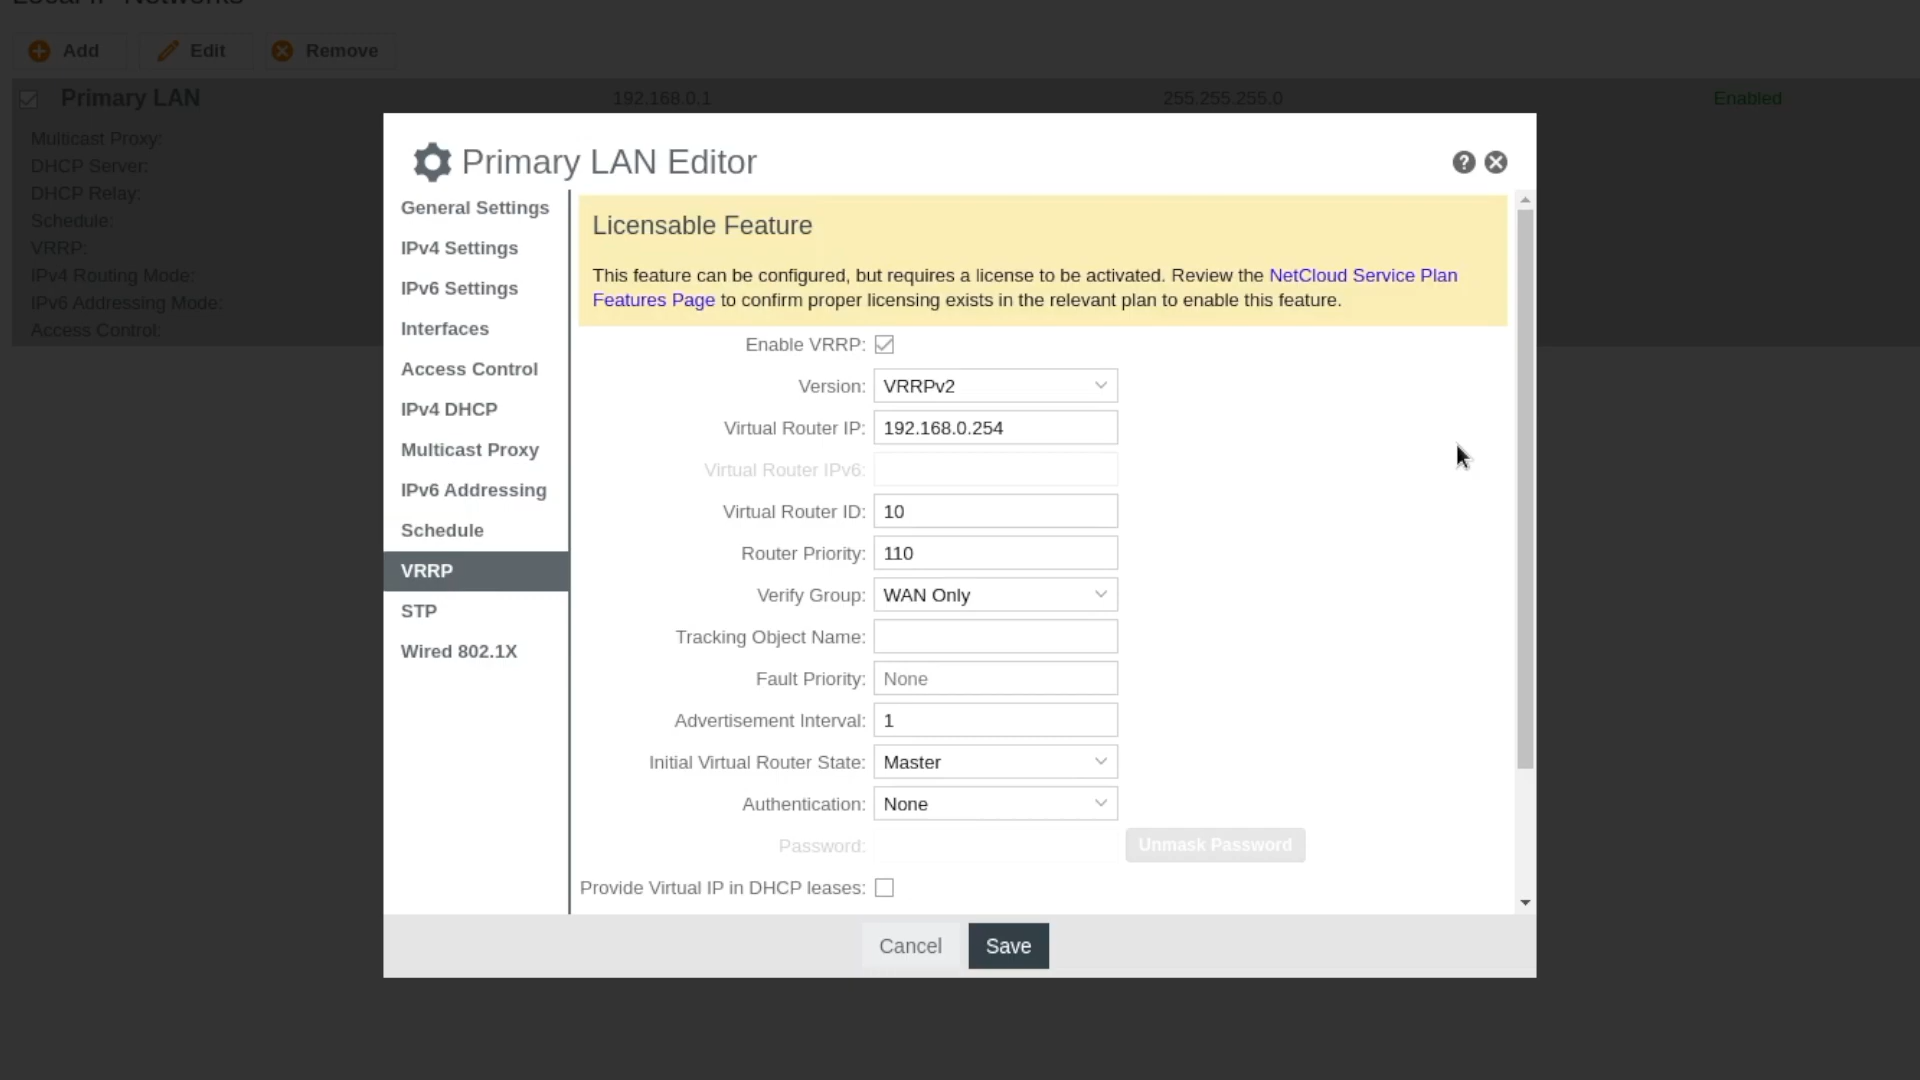 Local IP Networks
Add Edit Remove
Primary LAN 192.168.0.1 255.255.255.0 Enabled
Multicast Proxy:
DHCP Server:
DHCP Relay:
Schedule:
VRRP:
IPv4 Routing Mode:
IPv6 Addressing Mode:
Access Control:
Primary LAN Editor
General Settings
IPv4 Settings
IPv6 Settings
Interfaces
Access Control
IPv4 DHCP
Multicast Proxy
IPv6 Addressing
Schedule
VRRP
STP
Wired 802.1X
Licensable Feature
This feature can be configured, but requires a license to be activated. Review the NetCloud Service Plan
Features Page to confirm proper licensing exists in the relevant plan to enable this feature.
Enable VRRP:
Version: VRRPv2
Virtual Router IP: 192.168.0.254
Virtual Router IPv6:
Virtual Router ID: 10
Router Priority: 110
Verify Group: WAN Only
Tracking Object Name:
Fault Priority: None
Advertisement Interval: 1
Initial Virtual Router State: Master
Authentication: None
Password: Unmask Password
Provide Virtual IP in DHCP leases:
Cancel Save